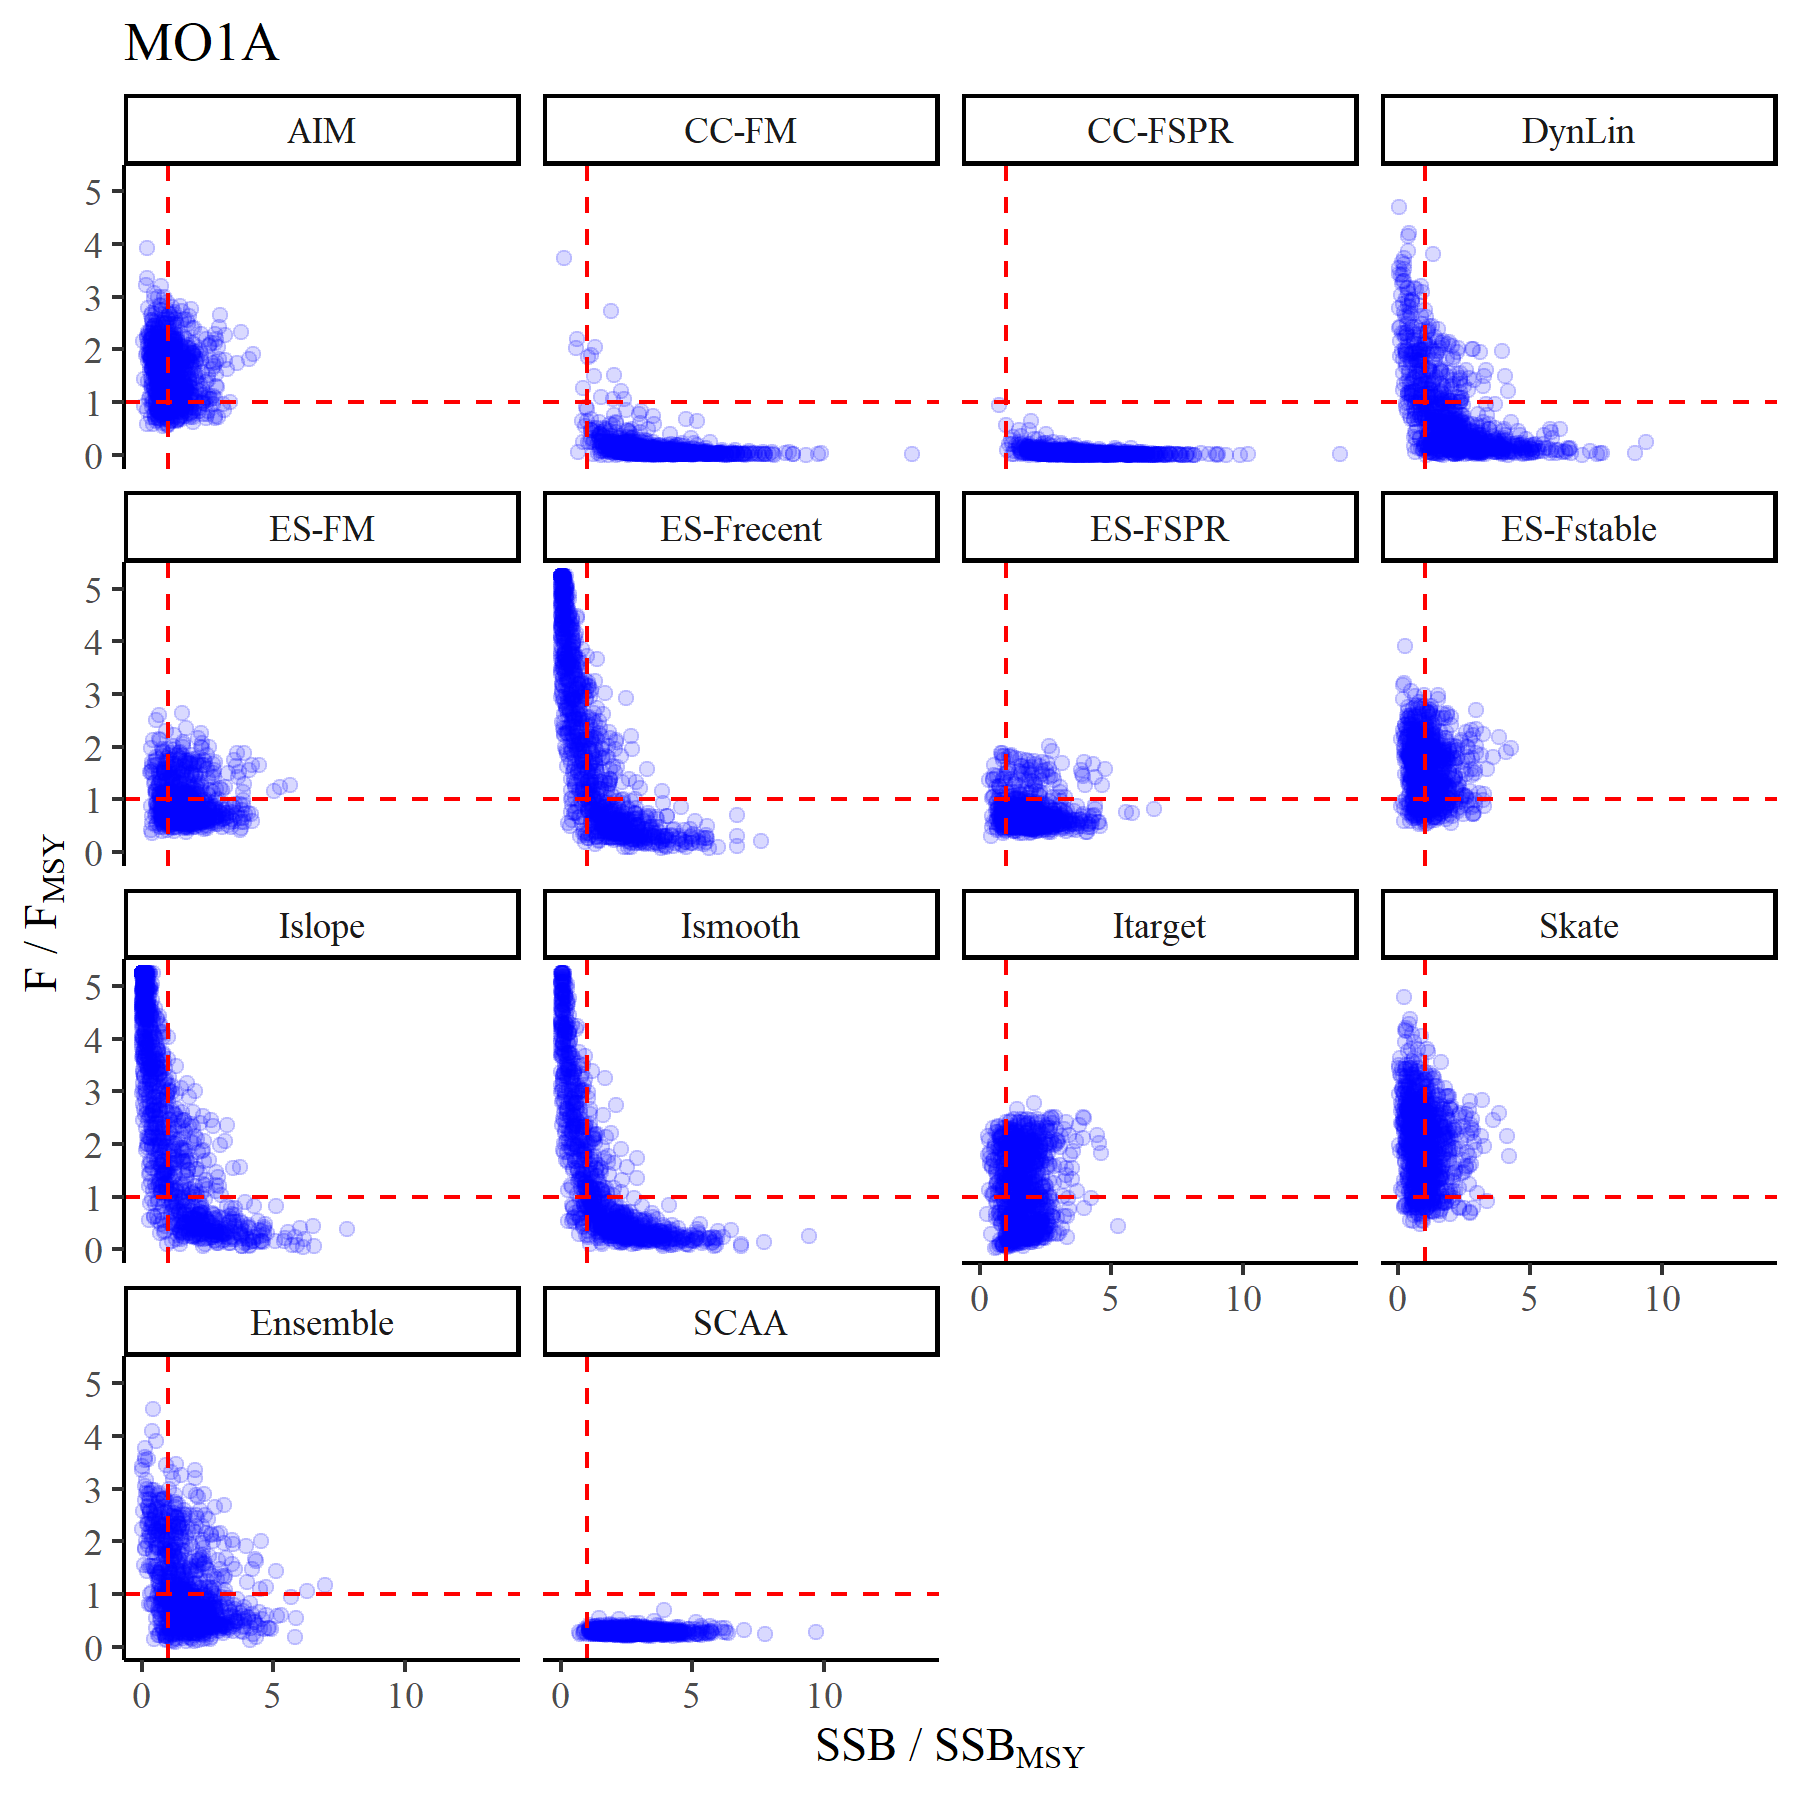 MO1A
AIM CC-FM CC-FSPR DynLin
5
4
3
2
1
0
ES-FM ES-Frecent ES-FSPR ES-Fstable
5
4
3
2
1
0
Islope Ismooth Itarget Skate
5
4
3
2
1
0
0 5 10 0 5 10
Ensemble SCAA
5
4
3
2
1
0
0 5 10 0 5 10
F / FMSY
SSB / SSBMSY